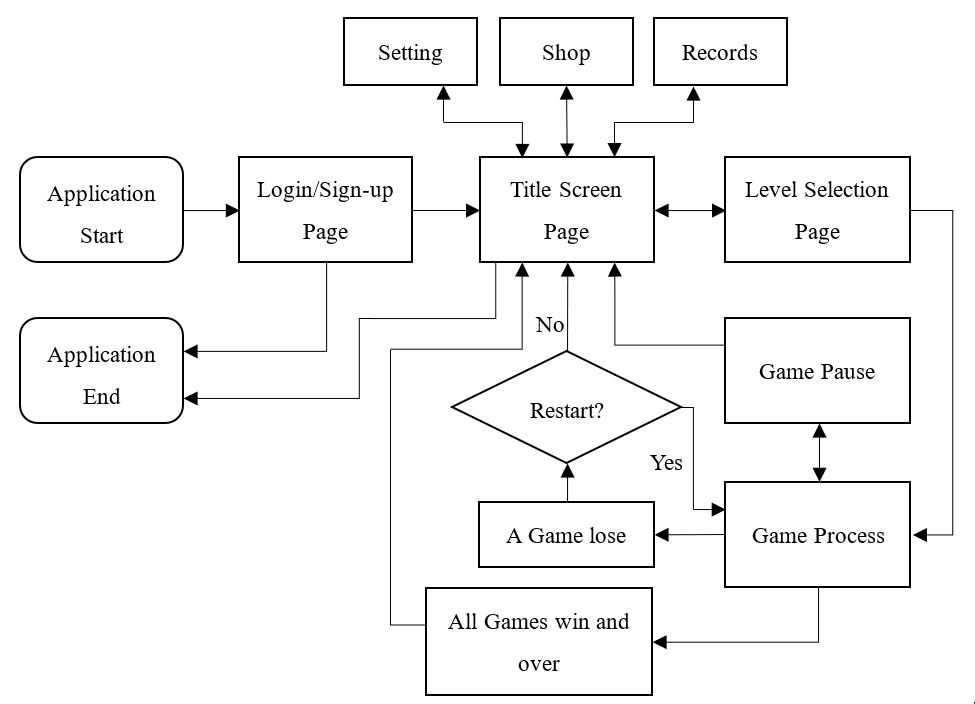 Setting
Shop
Records
Application
Start
Login/Sign-up
Page
Title Screen
Page
Level Selection
Page
Application
End
No
Restart?
Game Pause
Yes
A Game lose
Game Process
All Games win and
over